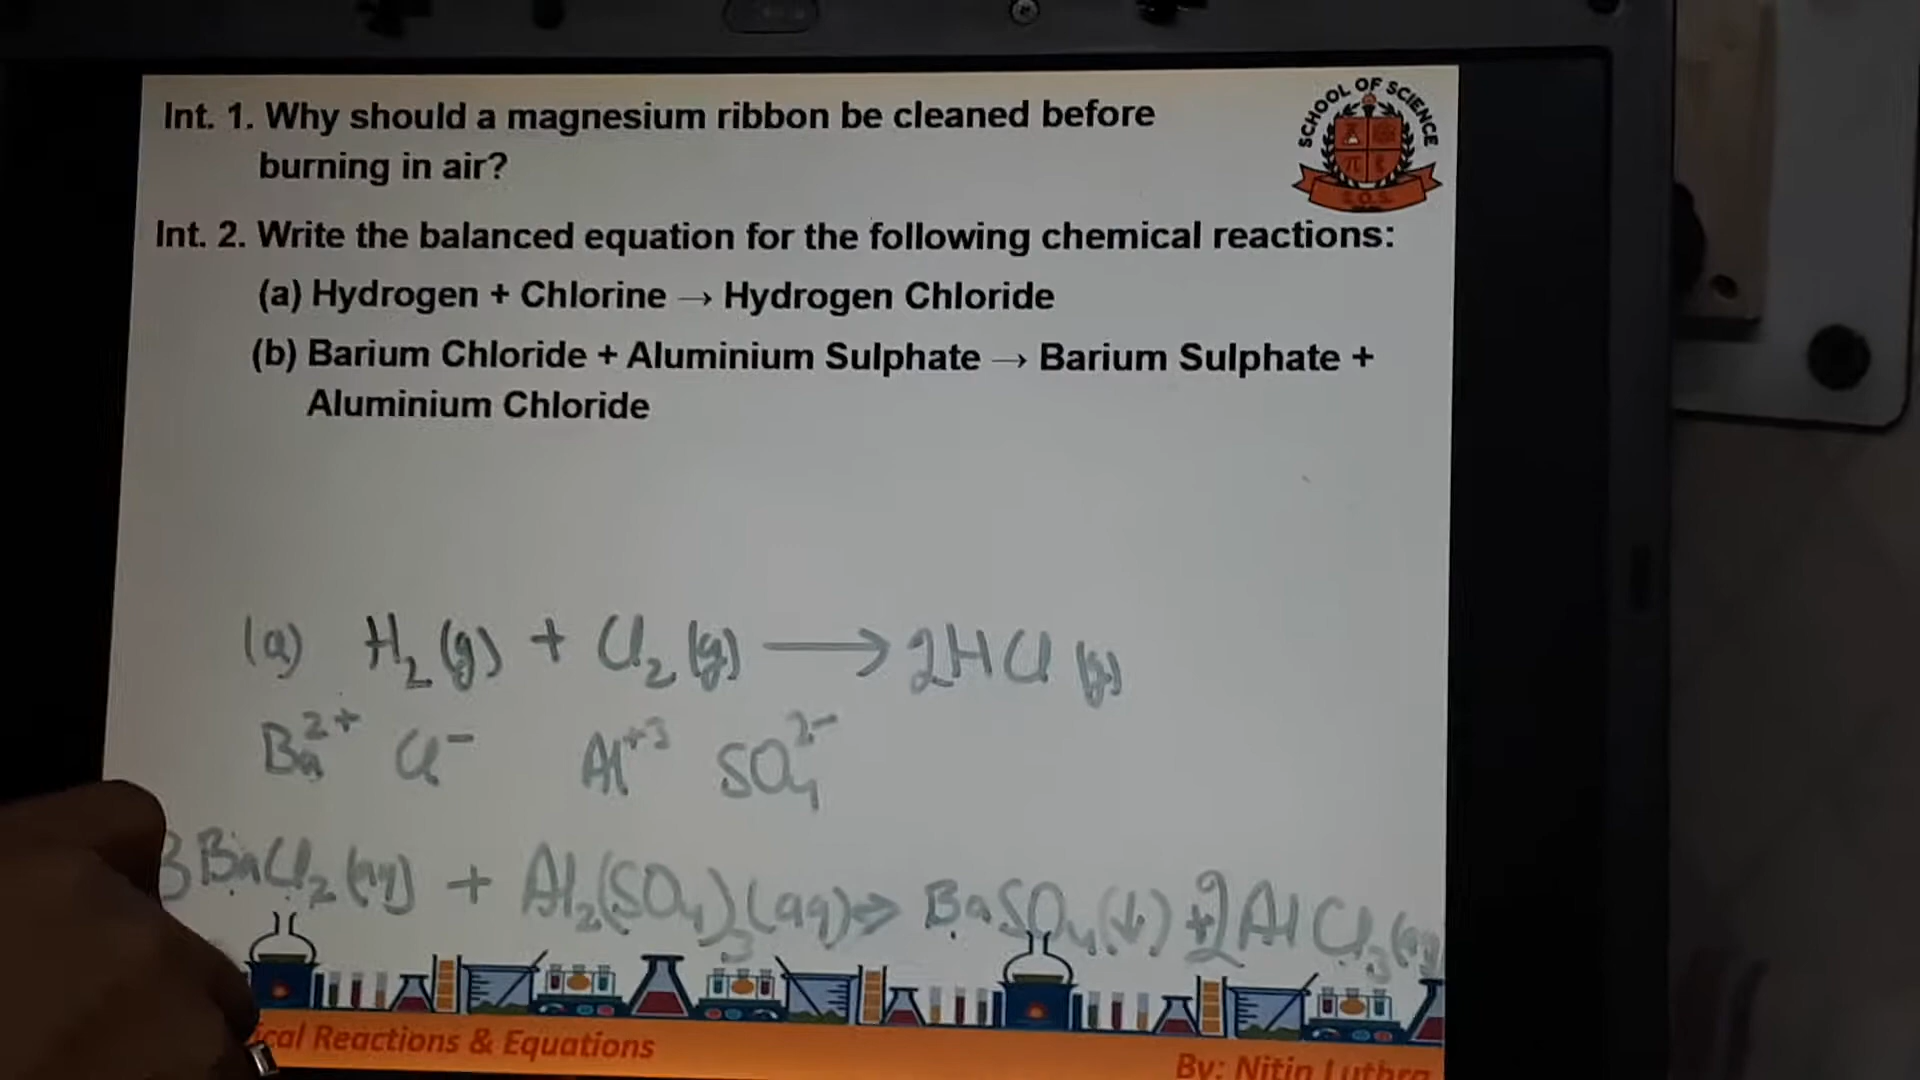 Int. 1. Why should a magnesium ribbon be cleaned before
burning in air?
SCHOOL OF SCIENCE
S.O.S.
Int. 2. Write the balanced equation for the following chemical reactions:
(a) Hydrogen + Chlorine → Hydrogen Chloride
(b) Barium Chloride + Aluminium Sulphate → Barium Sulphate +
Aluminium Chloride
(a) H₂ (g) + Cl₂ (g) → 2HCl (g)
Ba²⁺ Cl⁻ Al⁺³ SO₄²⁻
3BaCl₂ (aq) + Al₂(SO₄)₃ (aq) → BaSO₄(↓) + 2AlCl₃(aq
ical Reactions & Equations
By: Nitin Luthra